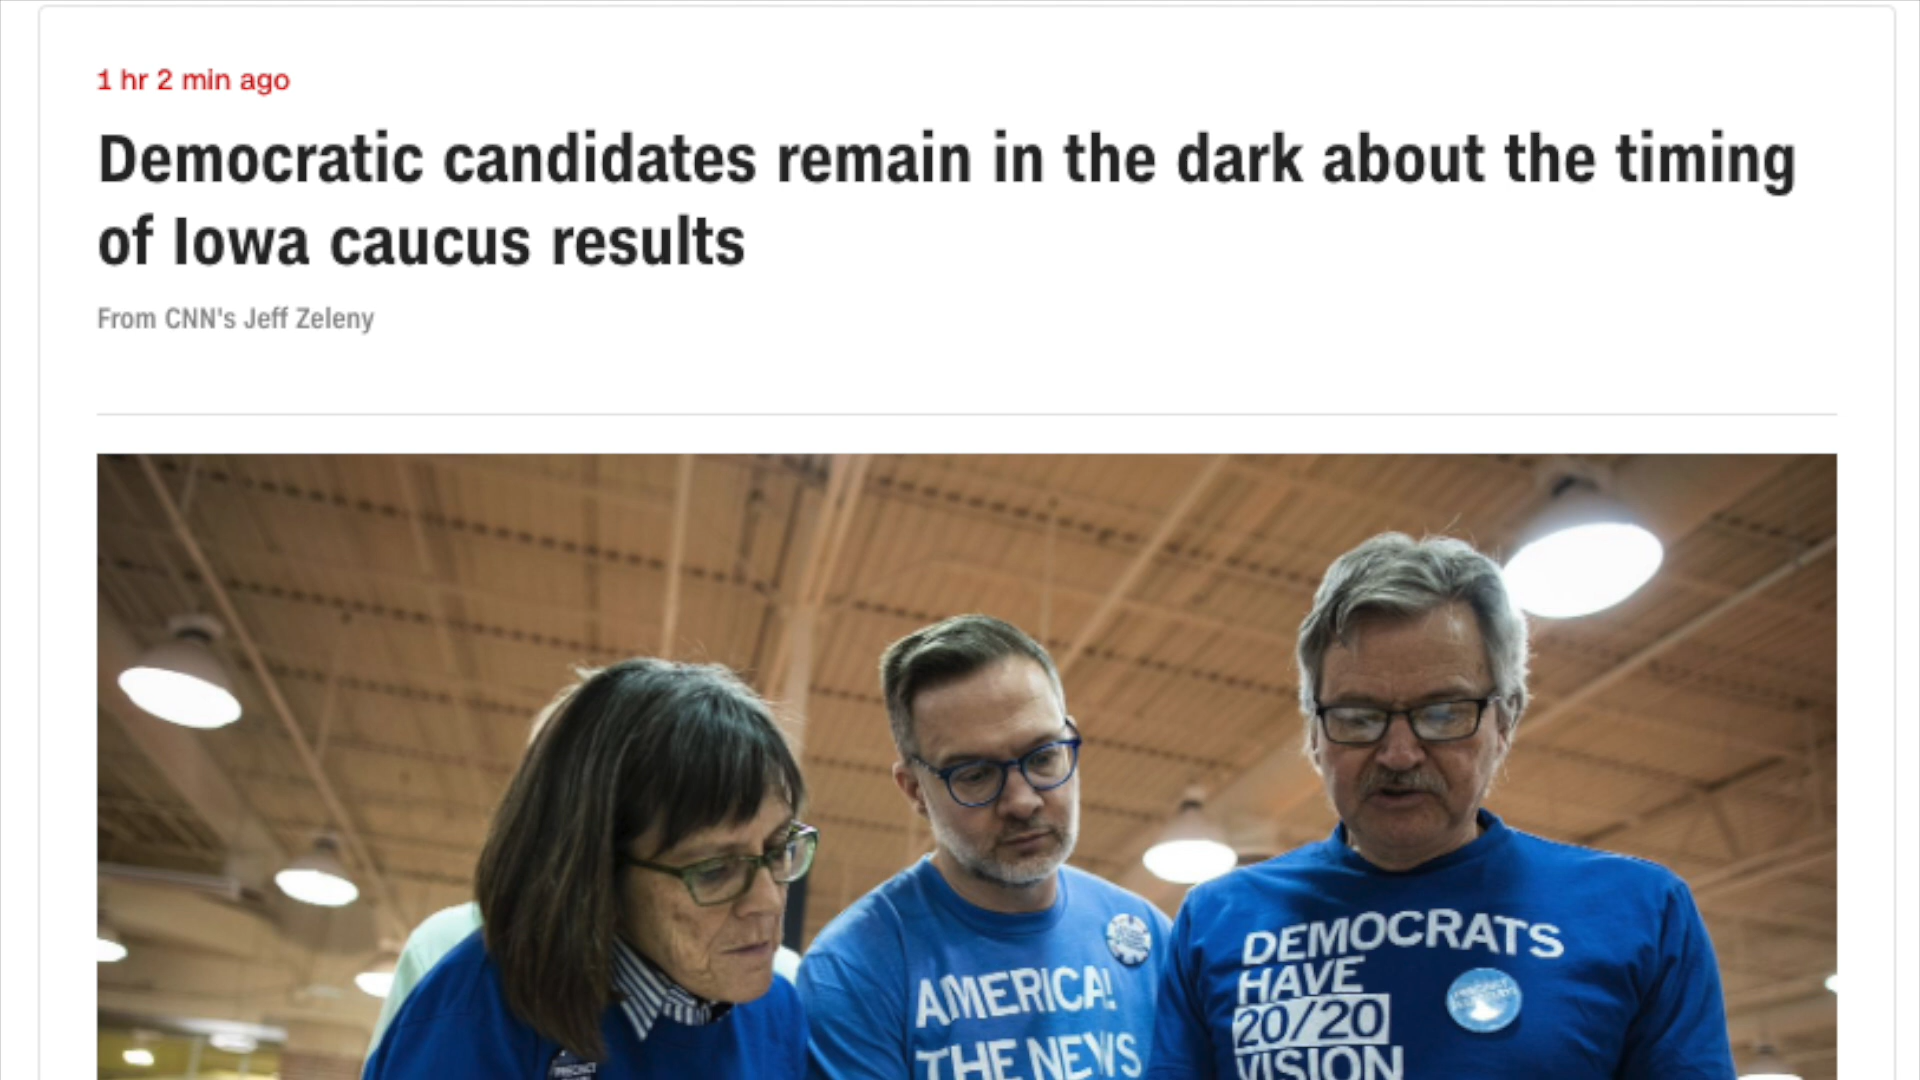 1 hr 2 min ago
Democratic candidates remain in the dark about the timing
of Iowa caucus results
From CNN's Jeff Zeleny
AMERICA!
THE NEWS
DEMOCRATS
HAVE
20/20
VISION
PRECINCT